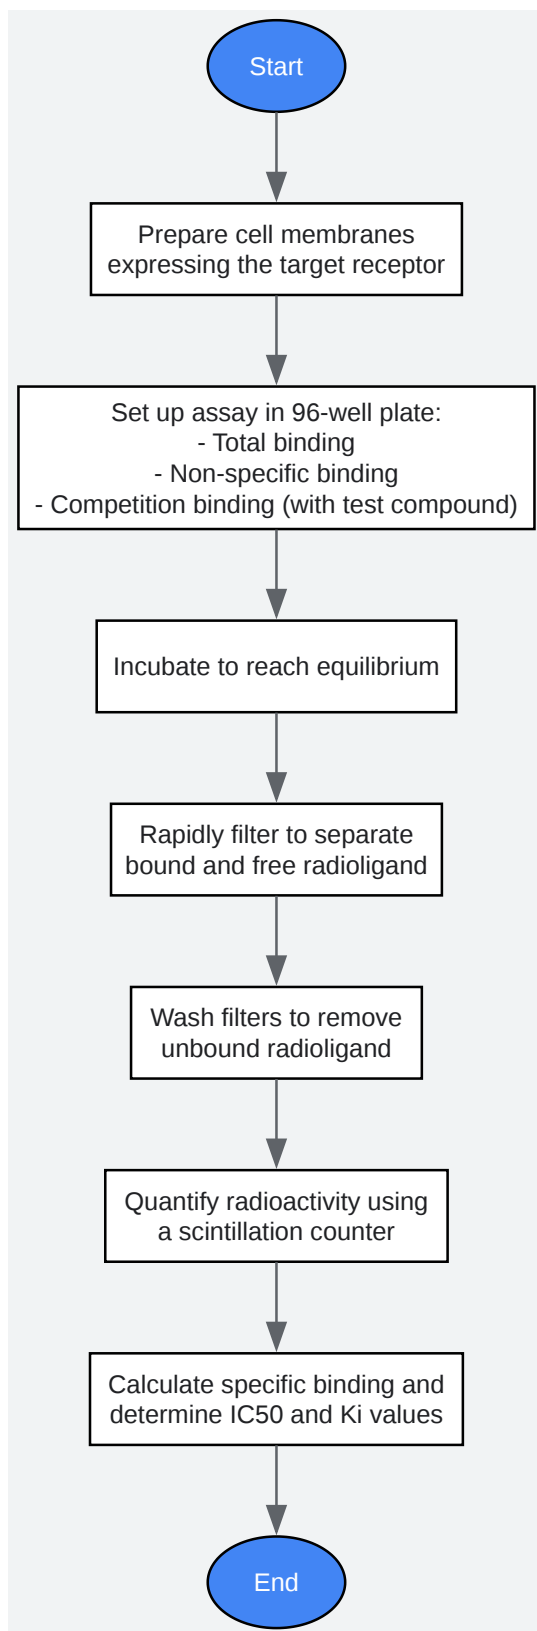 Start
Prepare cell membranes
expressing the target receptor
Set up assay in 96-well plate:
- Total binding
- Non-specific binding
- Competition binding (with test compound)
Incubate to reach equilibrium
Rapidly filter to separate
bound and free radioligand
Wash filters to remove
unbound radioligand
Quantify radioactivity using
a scintillation counter
Calculate specific binding and
determine IC50 and Ki values
End